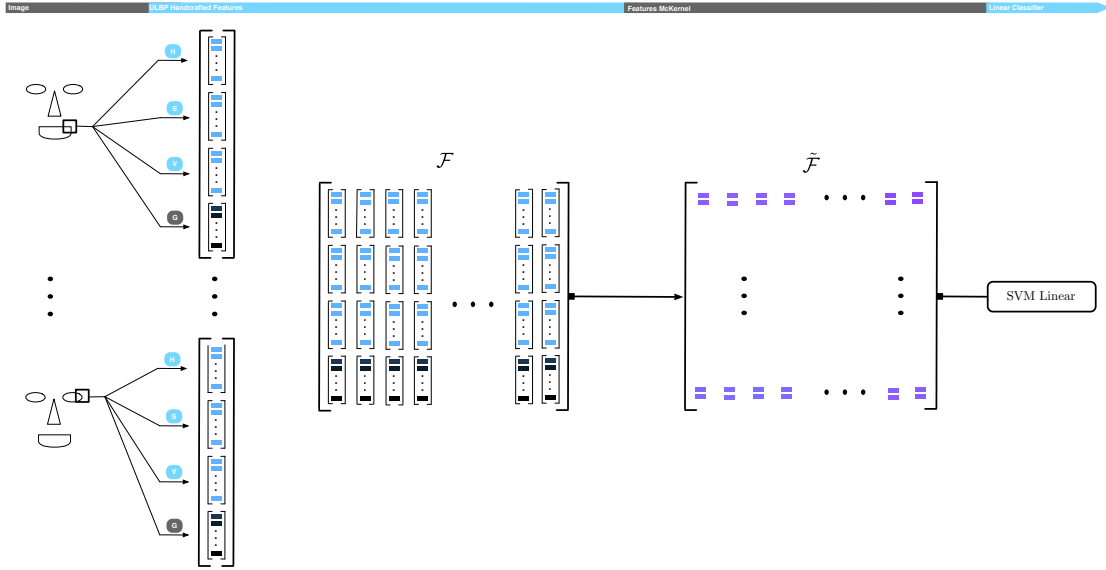 Image ULBP Handcrafted Features Features McKernel Linear Classifier
H
S
V
G
ℱ ℱ̃
SVM Linear
H
S
V
G